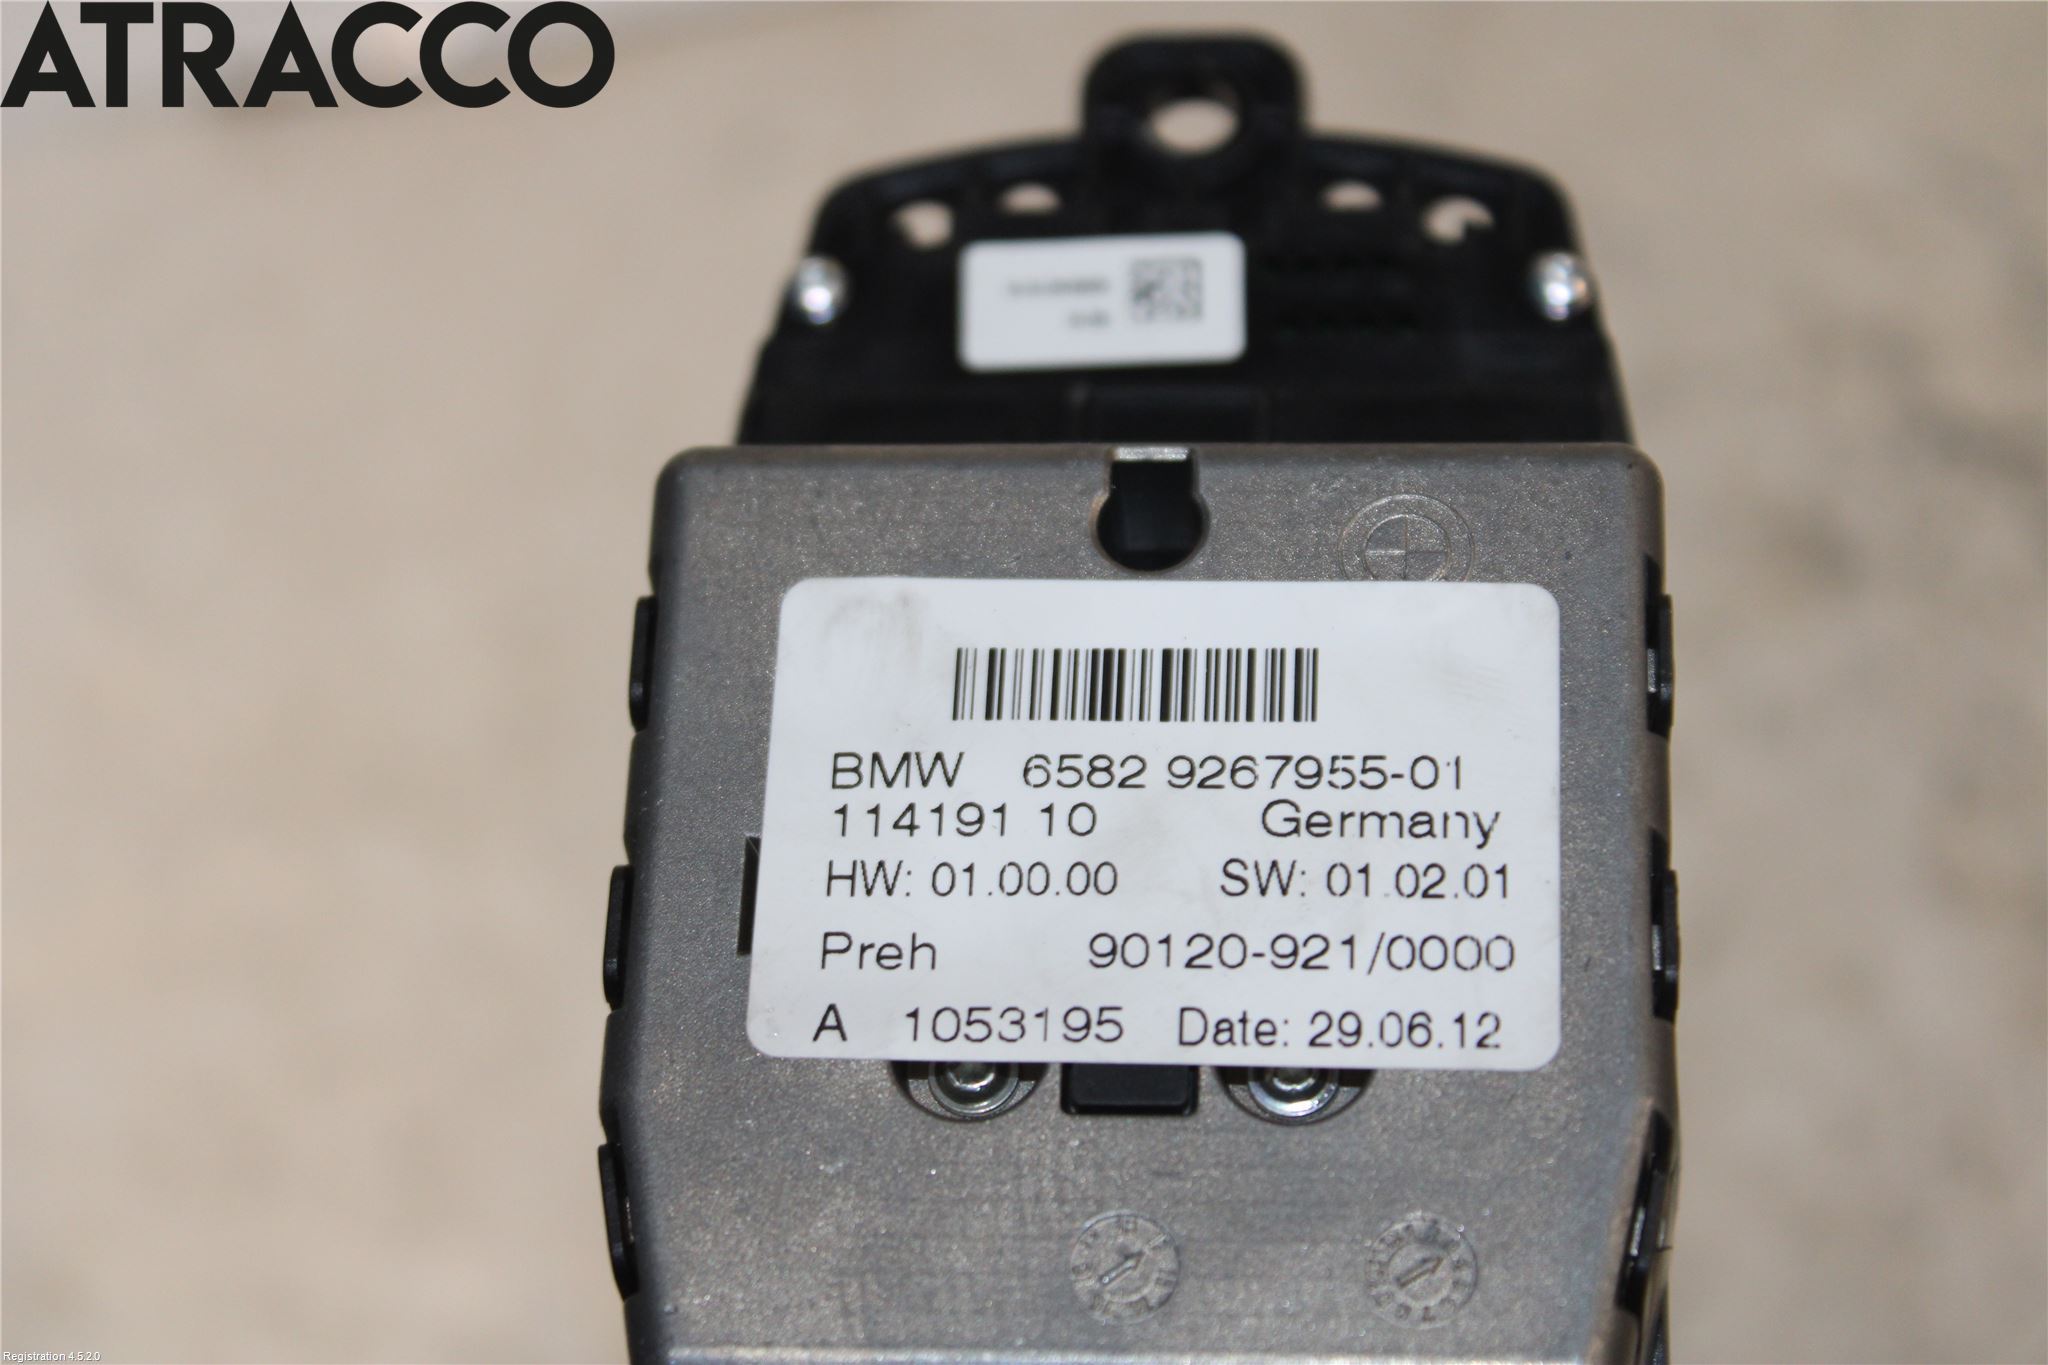 ATRACCO
BMW 6582 9267955-01
114191 10 Germany
HW: 01.00.00 SW: 01.02.01
Preh 90120-921/0000
A 1053195 Date: 29.06.12
Registration 4.5.2.0